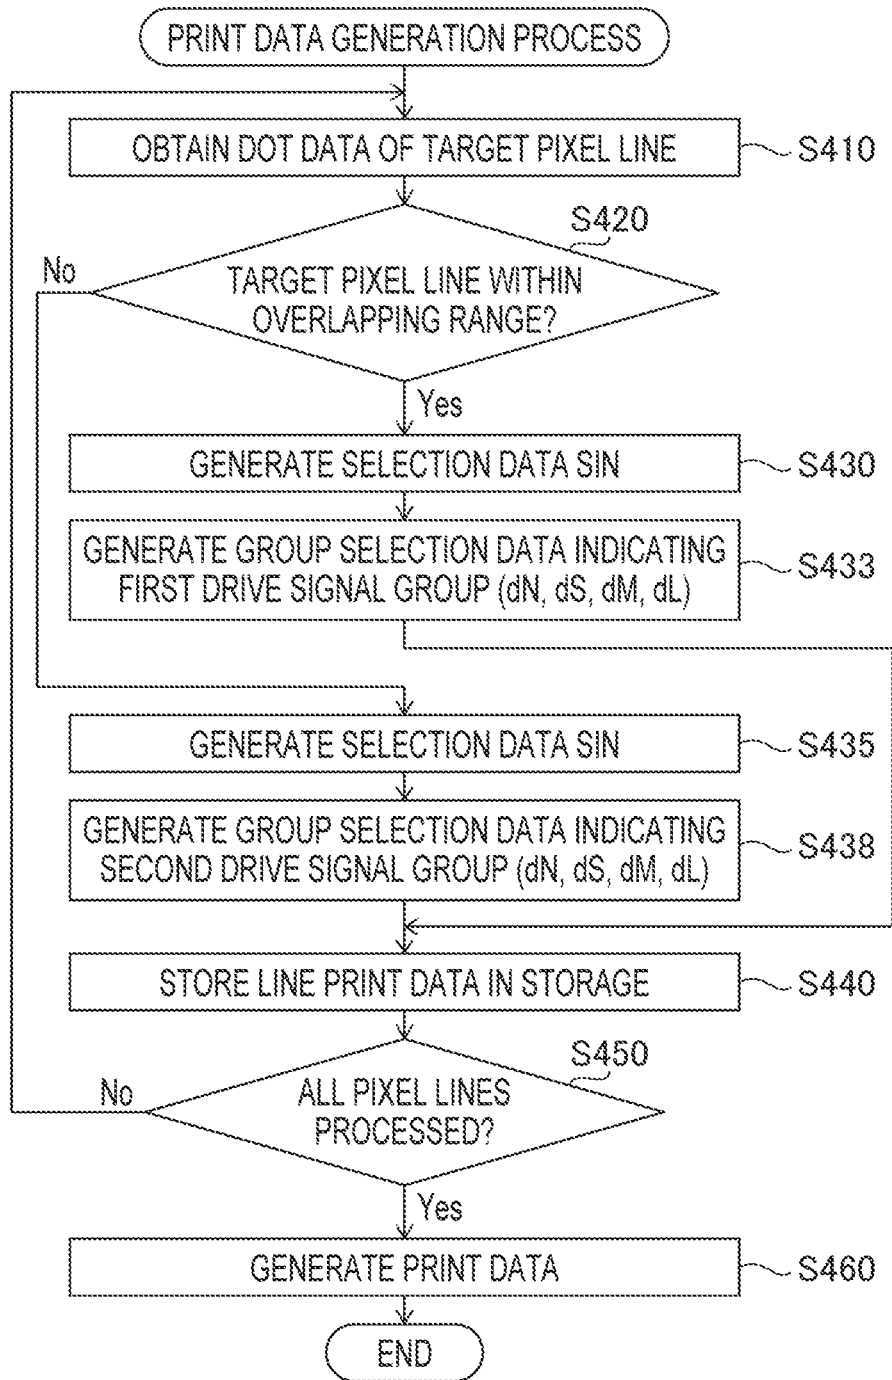 PRINT DATA GENERATION PROCESS
OBTAIN DOT DATA OF TARGET PIXEL LINE
S410
S420
No
TARGET PIXEL LINE WITHIN
OVERLAPPING RANGE?
Yes
GENERATE SELECTION DATA SIN
S430
GENERATE GROUP SELECTION DATA INDICATING
FIRST DRIVE SIGNAL GROUP (dN, dS, dM, dL)
S433
GENERATE SELECTION DATA SIN
S435
GENERATE GROUP SELECTION DATA INDICATING
SECOND DRIVE SIGNAL GROUP (dN, dS, dM, dL)
S438
STORE LINE PRINT DATA IN STORAGE
S440
S450
No
ALL PIXEL LINES
PROCESSED?
Yes
GENERATE PRINT DATA
S460
END